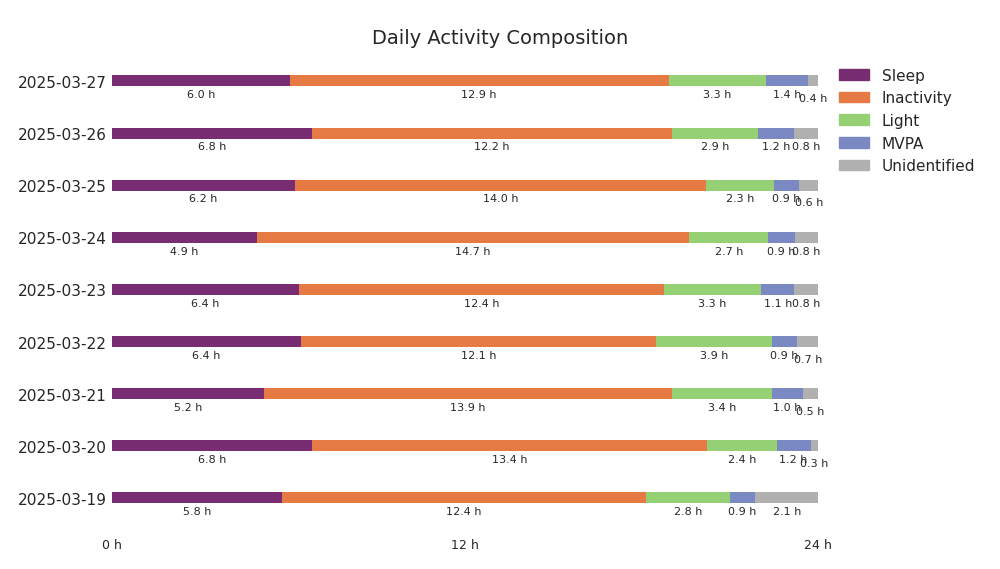 Daily Activity Composition
2025-03-27
6.0 h 12.9 h 3.3 h 1.4 h 0.4 h
2025-03-26
6.8 h 12.2 h 2.9 h 1.2 h 0.8 h
2025-03-25
6.2 h 14.0 h 2.3 h 0.9 h 0.6 h
2025-03-24
4.9 h 14.7 h 2.7 h 0.9 h 0.8 h
2025-03-23
6.4 h 12.4 h 3.3 h 1.1 h 0.8 h
2025-03-22
6.4 h 12.1 h 3.9 h 0.9 h 0.7 h
2025-03-21
5.2 h 13.9 h 3.4 h 1.0 h 0.5 h
2025-03-20
6.8 h 13.4 h 2.4 h 1.2 h 0.3 h
2025-03-19
5.8 h 12.4 h 2.8 h 0.9 h 2.1 h
0 h 12 h 24 h
Sleep
Inactivity
Light
MVPA
Unidentified